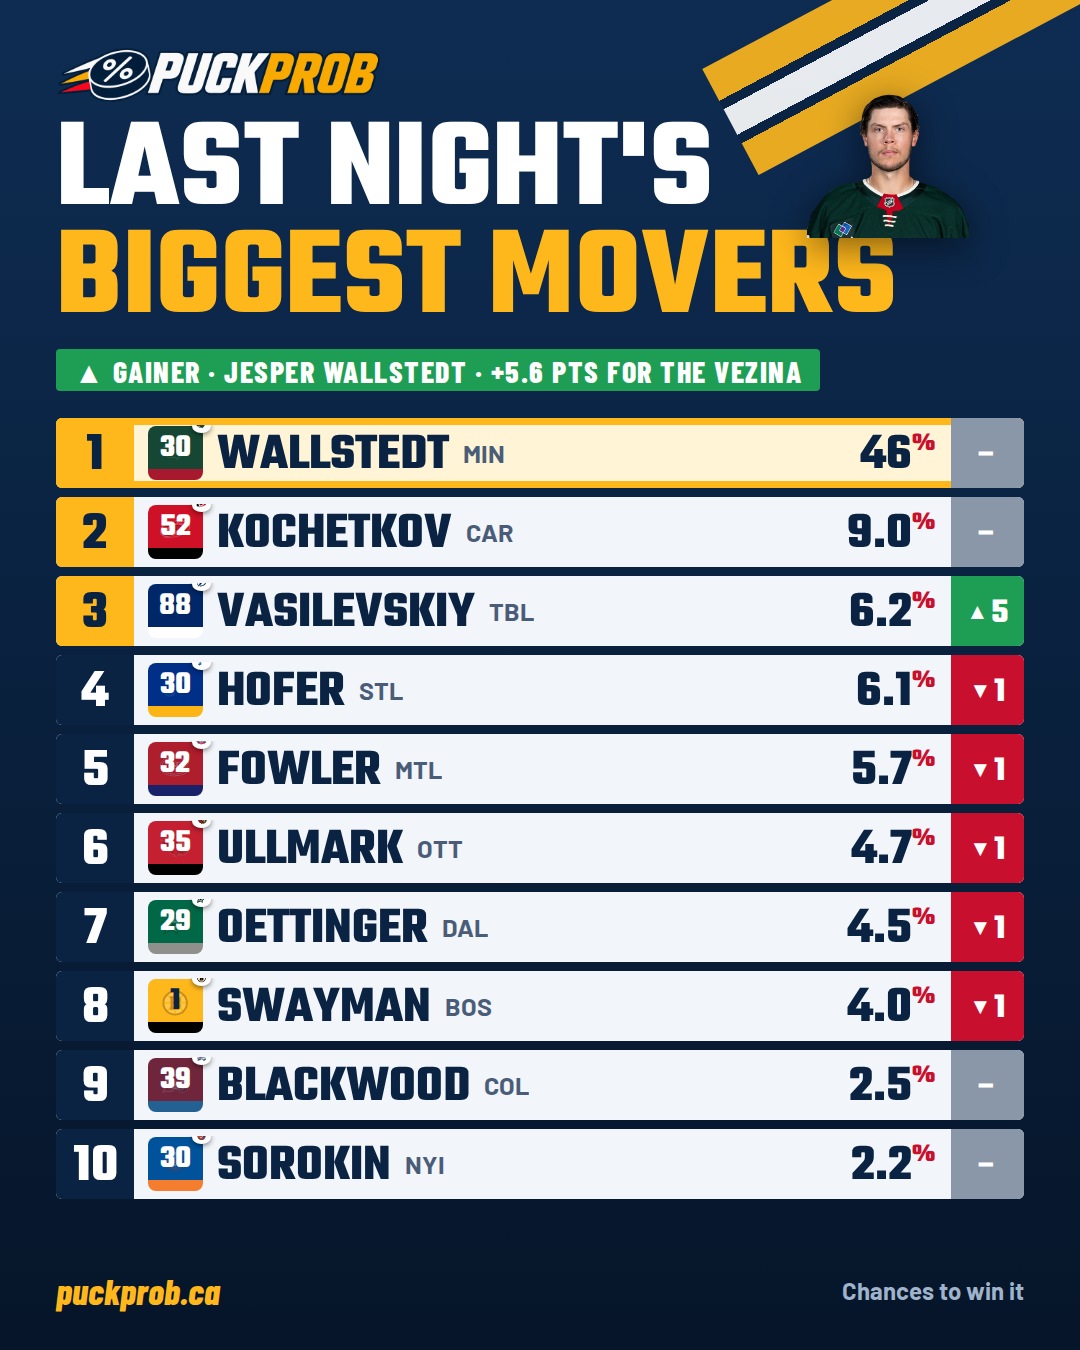 % PUCKPROB
LAST NIGHT'S
BIGGEST MOVERS
▲ GAINER · JESPER WALLSTEDT · +5.6 PTS FOR THE VEZINA
1 30 WALLSTEDT MIN 46% –
2 52 KOCHETKOV CAR 9.0% –
3 88 VASILEVSKIY TBL 6.2% ▲5
4 30 HOFER STL 6.1% ▼1
5 32 FOWLER MTL 5.7% ▼1
6 35 ULLMARK OTT 4.7% ▼1
7 29 OETTINGER DAL 4.5% ▼1
8 1 SWAYMAN BOS 4.0% ▼1
9 39 BLACKWOOD COL 2.5% –
10 30 SOROKIN NYI 2.2% –
puckprob.ca
Chances to win it